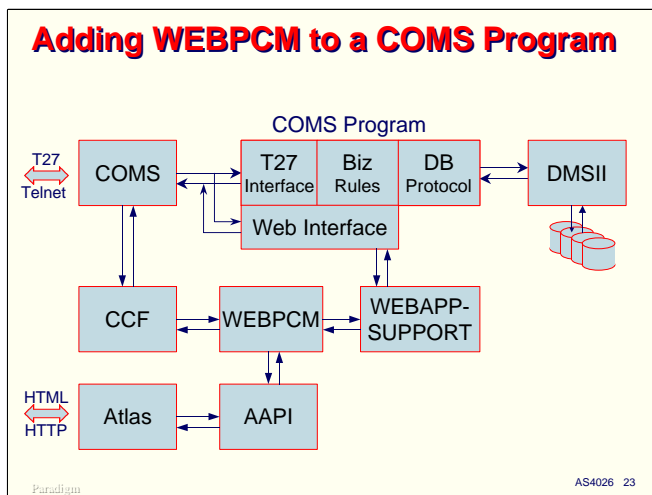 Adding WEBPCM to a COMS Program
COMS Program
T27
Telnet
COMS
T27
Interface
Biz
Rules
DB
Protocol
DMSII
Web Interface
CCF
WEBPCM
WEBAPP-
SUPPORT
HTML
HTTP
Atlas
AAPI
Paradigm
AS4026 23